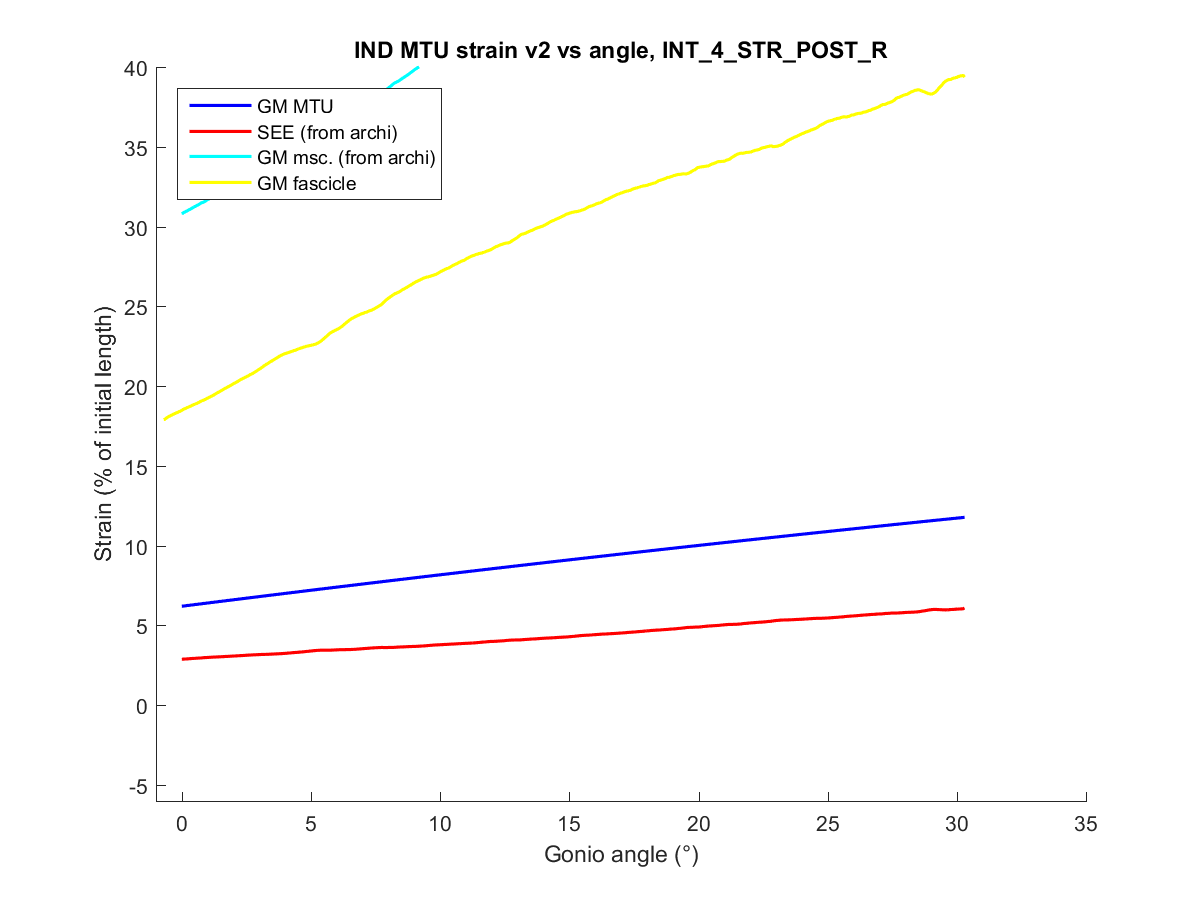 IND MTU strain v2 vs angle, INT_4_STR_POST_R
40
35
30
25
20
15
10
5
0
-5
Strain (% of initial length)
GM MTU
SEE (from archi)
GM msc. (from archi)
GM fascicle
0 5 10 15 20 25 30 35
Gonio angle (°)